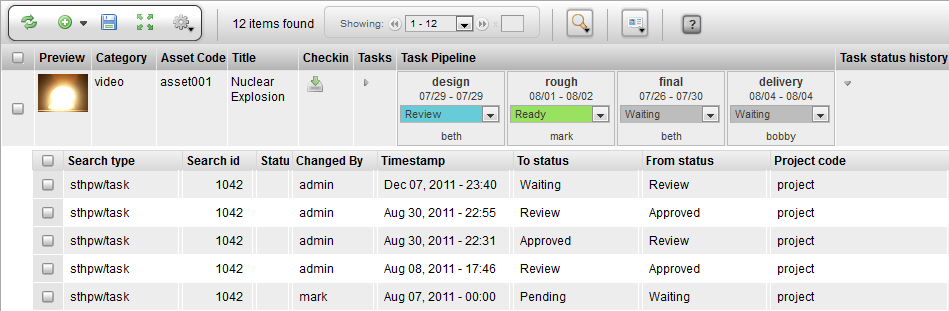 12 items found Showing: 1 - 12 x ?
Preview Category Asset Code Title Checkin Tasks Task Pipeline Task status history
video asset001 Nuclear Explosion
design rough final delivery
07/29 - 07/29 08/01 - 08/02 07/26 - 07/30 08/04 - 08/04
Review Ready Waiting Waiting
beth mark beth bobby
Search type Search id Statu Changed By Timestamp To status From status Project code
sthpw/task 1042 admin Dec 07, 2011 - 23:40 Waiting Review project
sthpw/task 1042 admin Aug 30, 2011 - 22:55 Review Approved project
sthpw/task 1042 admin Aug 30, 2011 - 22:31 Approved Review project
sthpw/task 1042 admin Aug 08, 2011 - 17:46 Review Approved project
sthpw/task 1042 mark Aug 07, 2011 - 00:00 Pending Waiting project